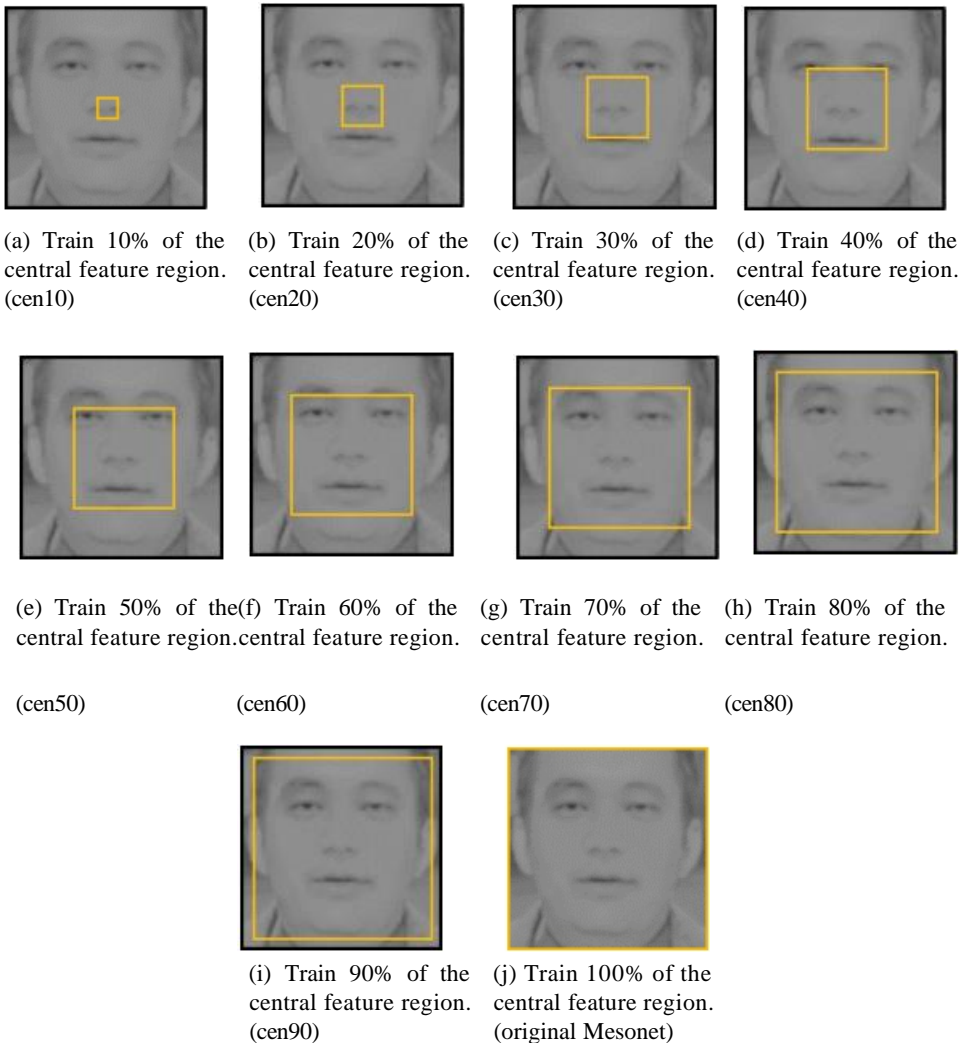 (a) Train 10% of the
central feature region.
(cen10)
(b) Train 20% of the
central feature region.
(cen20)
(c) Train 30% of the
central feature region.
(cen30)
(d) Train 40% of the
central feature region.
(cen40)
(e) Train 50% of the
central feature region.
(cen50)
(f) Train 60% of the
central feature region.
(cen60)
(g) Train 70% of the
central feature region.
(cen70)
(h) Train 80% of the
central feature region.
(cen80)
(i) Train 90% of the
central feature region.
(cen90)
(j) Train 100% of the
central feature region.
(original Mesonet)